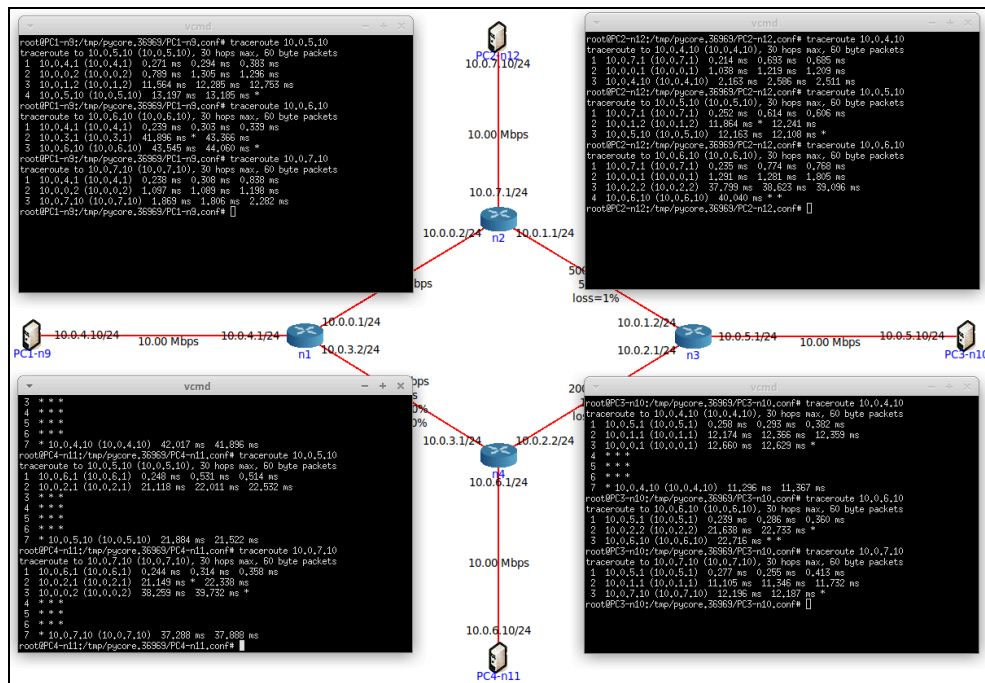 vcmd
root@PC1-n9:/tmp/pycore.36969/PC1-n9.conf# traceroute 10.0.5.10
traceroute to 10.0.5.10 (10.0.5.10), 30 hops max, 60 byte packets
1 10.0.4.1 (10.0.4.1) 0.271 ms 0.294 ms 0.383 ms
2 10.0.0.2 (10.0.0.2) 0.789 ms 1.305 ms 1.296 ms
3 10.0.1.2 (10.0.1.2) 11.564 ms 12.285 ms 12.753 ms
4 10.0.5.10 (10.0.5.10) 13.197 ms 13.185 ms *
root@PC1-n9:/tmp/pycore.36969/PC1-n9.conf# traceroute 10.0.6.10
traceroute to 10.0.6.10 (10.0.6.10), 30 hops max, 60 byte packets
1 10.0.4.1 (10.0.4.1) 0.239 ms 0.303 ms 0.339 ms
2 10.0.3.1 (10.0.3.1) 41.896 ms * 43.366 ms
3 10.0.6.10 (10.0.6.10) 43.545 ms 44.060 ms *
root@PC1-n9:/tmp/pycore.36969/PC1-n9.conf# traceroute 10.0.7.10
traceroute to 10.0.7.10 (10.0.7.10), 30 hops max, 60 byte packets
1 10.0.4.1 (10.0.4.1) 0.238 ms 0.308 ms 0.838 ms
2 10.0.0.2 (10.0.0.2) 1.097 ms 1.089 ms 1.198 ms
3 10.0.7.10 (10.0.7.10) 1.869 ms 1.806 ms 2.282 ms
root@PC1-n9:/tmp/pycore.36969/PC1-n9.conf#
PC2-n12
10.0.7.10/24
10.00 Mbps
10.0.7.1/24
vcmd
root@PC2-n12:/tmp/pycore.36969/PC2-n12.conf# traceroute 10.0.4.10
traceroute to 10.0.4.10 (10.0.4.10), 30 hops max, 60 byte packets
1 10.0.7.1 (10.0.7.1) 0.214 ms 0.693 ms 0.685 ms
2 10.0.0.1 (10.0.0.1) 1.038 ms 1.219 ms 1.209 ms
3 10.0.4.10 (10.0.4.10) 2.163 ms 2.586 ms 2.511 ms
root@PC2-n12:/tmp/pycore.36969/PC2-n12.conf# traceroute 10.0.5.10
traceroute to 10.0.5.10 (10.0.5.10), 30 hops max, 60 byte packets
1 10.0.7.1 (10.0.7.1) 0.252 ms 0.614 ms 0.606 ms
2 10.0.1.2 (10.0.1.2) 11.864 ms * 12.241 ms
3 10.0.5.10 (10.0.5.10) 12.163 ms 12.108 ms *
root@PC2-n12:/tmp/pycore.36969/PC2-n12.conf# traceroute 10.0.6.10
traceroute to 10.0.6.10 (10.0.6.10), 30 hops max, 60 byte packets
1 10.0.7.1 (10.0.7.1) 0.235 ms 0.774 ms 0.768 ms
2 10.0.0.1 (10.0.0.1) 1.291 ms 1.281 ms 1.805 ms
3 10.0.2.2 (10.0.2.2) 37.799 ms 38.623 ms 39.096 ms
4 10.0.6.10 (10.0.6.10) 40.040 ms * *
root@PC2-n12:/tmp/pycore.36969/PC2-n12.conf#
10.0.0.2/24
n2
10.0.1.1/24
bps
500
5
loss=1%
PC1-n9
10.0.4.10/24
10.00 Mbps
10.0.4.1/24
n1
10.0.0.1/24
10.0.3.2/24
10.0.1.2/24
10.0.2.1/24
n3
10.0.5.1/24
10.00 Mbps
10.0.5.10/24
PC3-n10
bps
s
0%
0%
200
1
los
10.0.3.1/24
n4
10.0.2.2/24
10.0.6.1/24
10.00 Mbps
10.0.6.10/24
PC4-n11
vcmd
3 * * *
4 * * *
5 * * *
6 * * *
7 * 10.0.4.10 (10.0.4.10) 42.017 ms 41.896 ms
root@PC4-n11:/tmp/pycore.36969/PC4-n11.conf# traceroute 10.0.5.10
traceroute to 10.0.5.10 (10.0.5.10), 30 hops max, 60 byte packets
1 10.0.6.1 (10.0.6.1) 0.248 ms 0.531 ms 0.514 ms
2 10.0.2.1 (10.0.2.1) 21.118 ms 22.011 ms 22.532 ms
3 * * *
4 * * *
5 * * *
6 * * *
7 * 10.0.5.10 (10.0.5.10) 21.884 ms 21.522 ms
root@PC4-n11:/tmp/pycore.36969/PC4-n11.conf# traceroute 10.0.7.10
traceroute to 10.0.7.10 (10.0.7.10), 30 hops max, 60 byte packets
1 10.0.6.1 (10.0.6.1) 0.244 ms 0.314 ms 0.358 ms
2 10.0.2.1 (10.0.2.1) 21.149 ms * 22.338 ms
3 10.0.0.2 (10.0.0.2) 38.259 ms 39.732 ms *
4 * * *
5 * * *
6 * * *
7 * 10.0.7.10 (10.0.7.10) 37.288 ms 37.888 ms
root@PC4-n11:/tmp/pycore.36969/PC4-n11.conf#
vcmd
root@PC3-n10:/tmp/pycore.36969/PC3-n10.conf# traceroute 10.0.4.10
traceroute to 10.0.4.10 (10.0.4.10), 30 hops max, 60 byte packets
1 10.0.5.1 (10.0.5.1) 0.258 ms 0.293 ms 0.382 ms
2 10.0.1.1 (10.0.1.1) 12.174 ms 12.366 ms 12.359 ms
3 10.0.0.1 (10.0.0.1) 12.660 ms 12.629 ms *
4 * * *
5 * * *
6 * * *
7 * 10.0.4.10 (10.0.4.10) 11.296 ms 11.367 ms
root@PC3-n10:/tmp/pycore.36969/PC3-n10.conf# traceroute 10.0.6.10
traceroute to 10.0.6.10 (10.0.6.10), 30 hops max, 60 byte packets
1 10.0.5.1 (10.0.5.1) 0.239 ms 0.286 ms 0.360 ms
2 10.0.2.2 (10.0.2.2) 21.638 ms 22.733 ms *
3 10.0.6.10 (10.0.6.10) 22.716 ms * *
root@PC3-n10:/tmp/pycore.36969/PC3-n10.conf# traceroute 10.0.7.10
traceroute to 10.0.7.10 (10.0.7.10), 30 hops max, 60 byte packets
1 10.0.5.1 (10.0.5.1) 0.277 ms 0.255 ms 0.413 ms
2 10.0.1.1 (10.0.1.1) 11.105 ms 11.346 ms 11.732 ms
3 10.0.7.10 (10.0.7.10) 12.196 ms 12.187 ms *
root@PC3-n10:/tmp/pycore.36969/PC3-n10.conf#